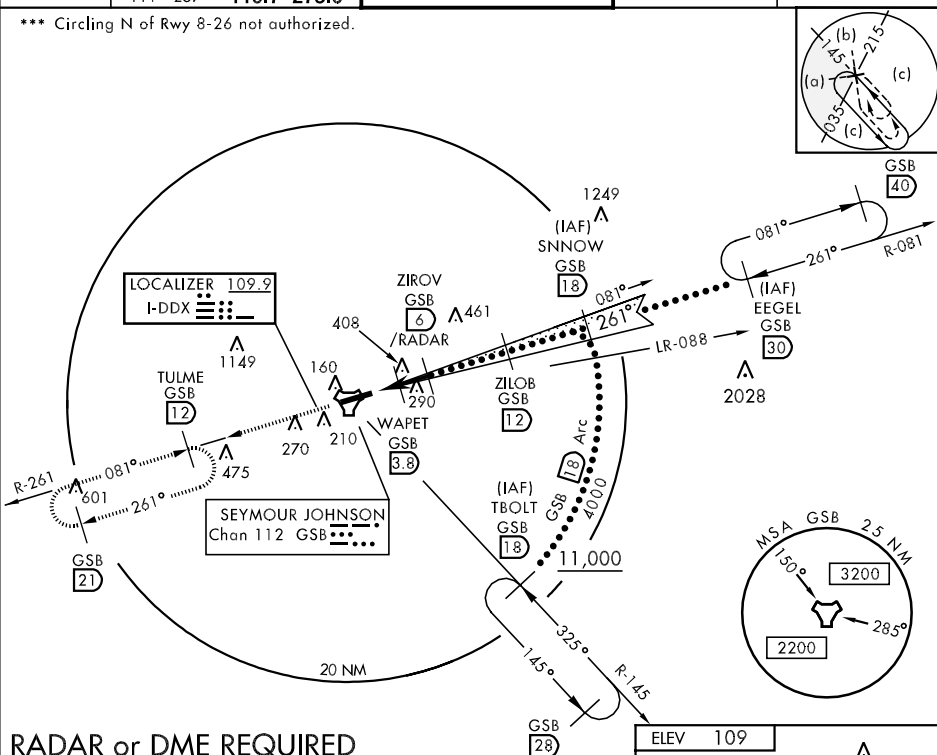 *** Circling N of Rwy 8-26 not authorized.
145
(b)
215
(a)
(c)
035
(c)
GSB
40
1249
(IAF)
SNNOW
GSB
18
081°
261°
R-081
LOCALIZER 109.9
I-DDX
ZIROV
GSB
6
/RADAR
461
081°
261°
(IAF)
EEGEL
GSB
30
408
1149
160
LR-088
TULME
GSB
12
ZILOB
GSB
12
2028
290
WAPET
GSB
3.8
270
210
475
R-261
081°
601
261°
SEYMOUR JOHNSON
Chan 112 GSB
(IAF)
TBOLT
GSB
18
GSB 18 Arc
4000
11,000
GSB
21
MSA GSB 25 NM
150°
3200
285°
2200
325°
145°
R-145
20 NM
GSB
28
RADAR or DME REQUIRED
ELEV 109